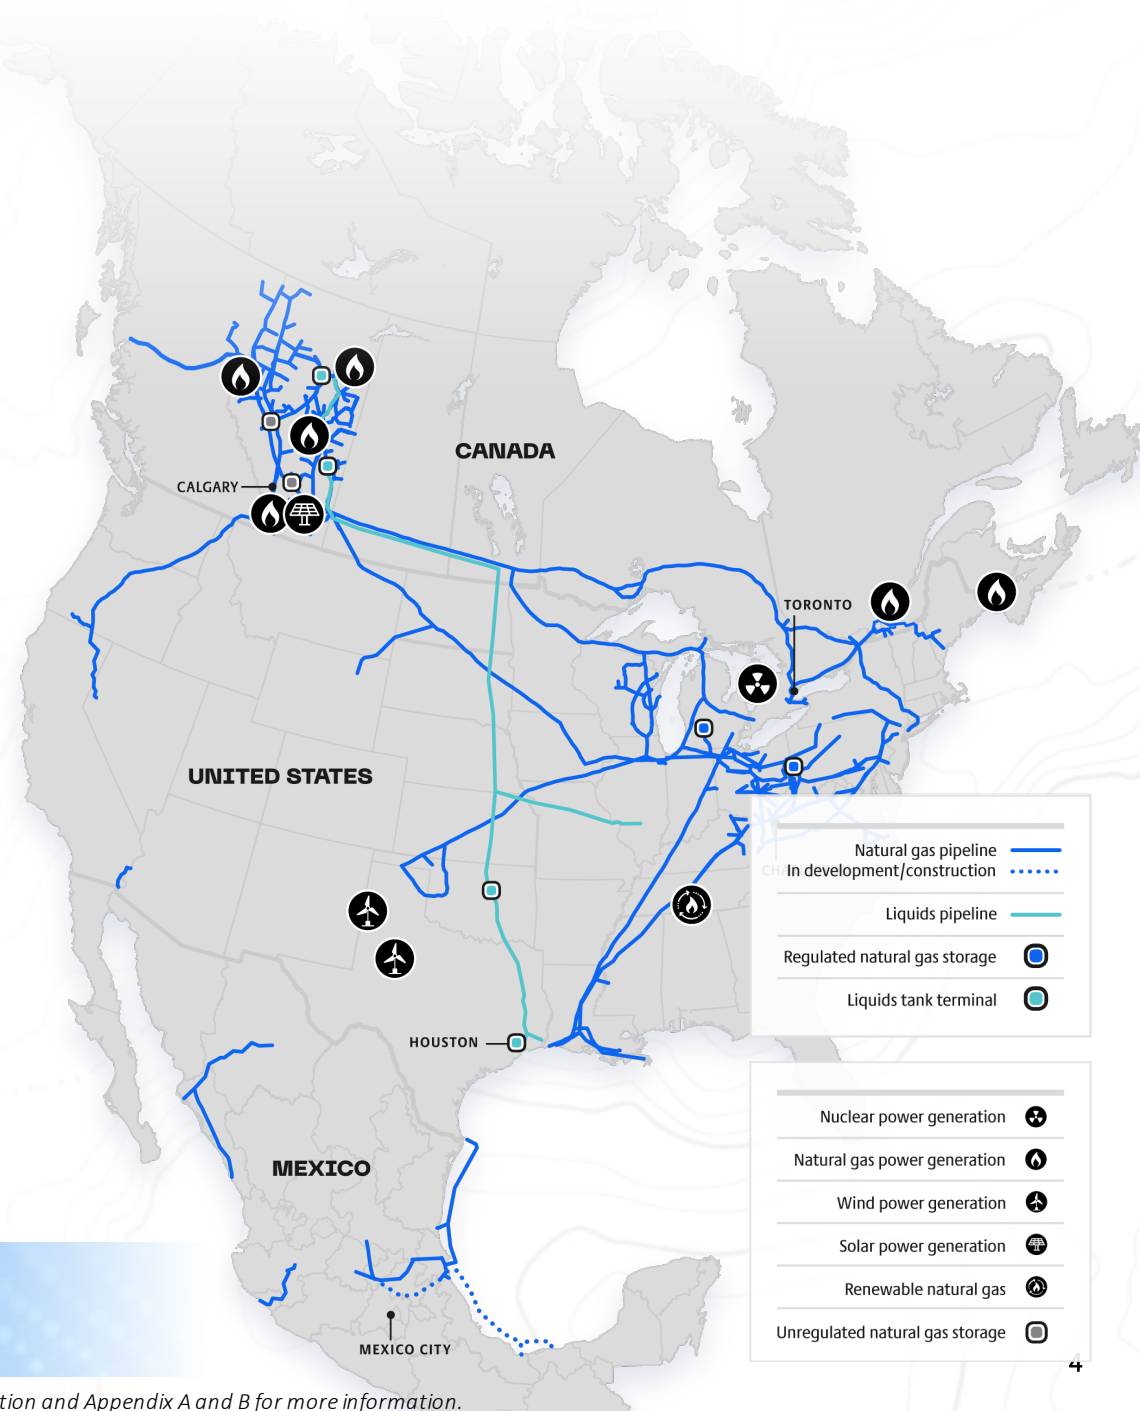 CANADA
CALGARY
TORONTO
UNITED STATES
Natural gas pipeline
In development/construction
Liquids pipeline
Regulated natural gas storage
Liquids tank terminal
HOUSTON
Nuclear power generation
Natural gas power generation
MEXICO
Wind power generation
Solar power generation
Renewable natural gas
Unregulated natural gas storage
MEXICO CITY
4
tion and Appendix A and B for more information.